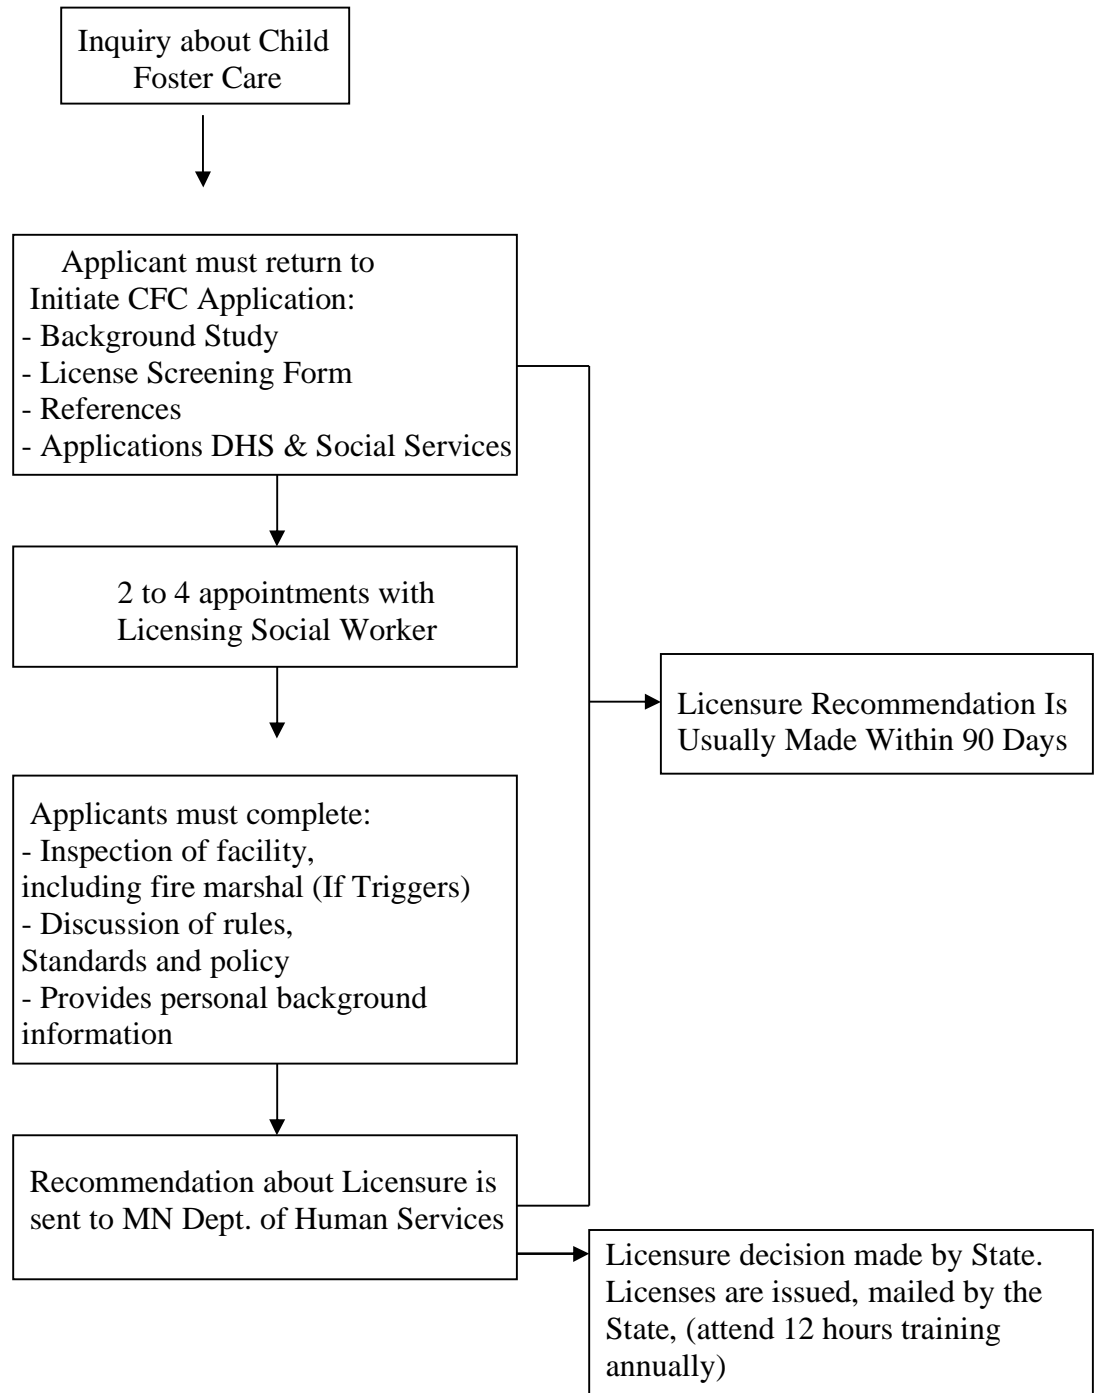 Inquiry about Child
Foster Care
Applicant must return to
Initiate CFC Application:
- Background Study
- License Screening Form
- References
- Applications DHS & Social Services
2 to 4 appointments with
Licensing Social Worker
Licensure Recommendation Is
Usually Made Within 90 Days
Applicants must complete:
- Inspection of facility,
including fire marshal (If Triggers)
- Discussion of rules,
Standards and policy
- Provides personal background
information
Recommendation about Licensure is
sent to MN Dept. of Human Services
Licensure decision made by State.
Licenses are issued, mailed by the
State, (attend 12 hours training
annually)